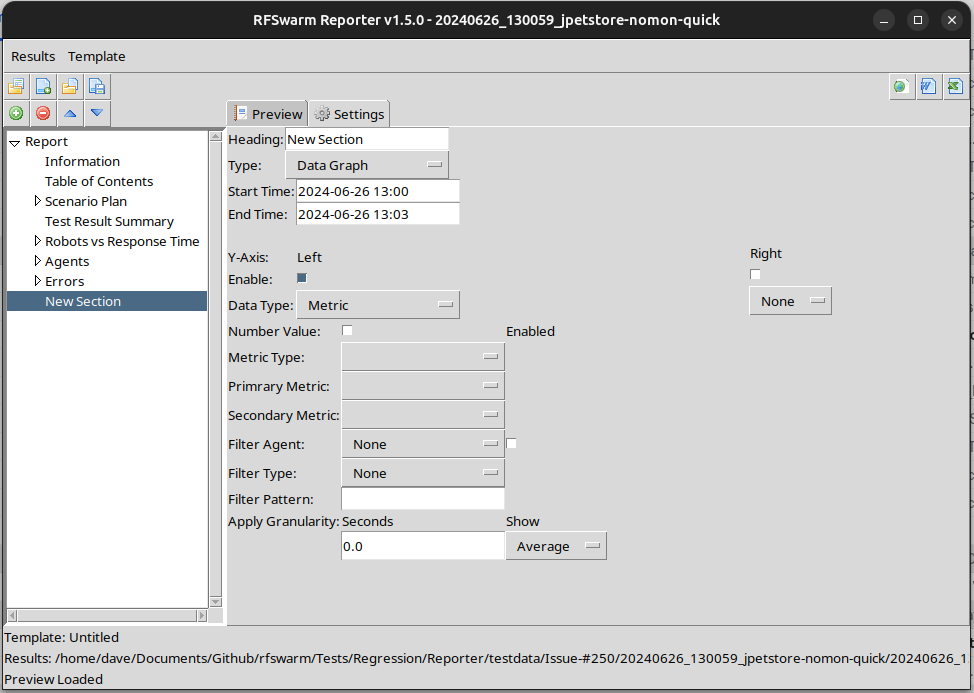 RFSwarm Reporter v1.5.0 - 20240626_130059_jpetstore-nomon-quick
Results Template
Preview Settings
Report
Information
Table of Contents
Scenario Plan
Test Result Summary
Robots vs Response Time
Agents
Errors
New Section
Heading: New Section
Type: Data Graph
Start Time: 2024-06-26 13:00
End Time: 2024-06-26 13:03
Y-Axis: Left Right
Enable:
Data Type: Metric None
Number Value: Enabled
Metric Type:
Primrary Metric:
Secondary Metric:
Filter Agent: None
Filter Type: None
Filter Pattern:
Apply Granularity: Seconds Show
0.0 Average
Template: Untitled
Results: /home/dave/Documents/Github/rfswarm/Tests/Regression/Reporter/testdata/Issue-#250/20240626_130059_jpetstore-nomon-quick/20240626_1
Preview Loaded